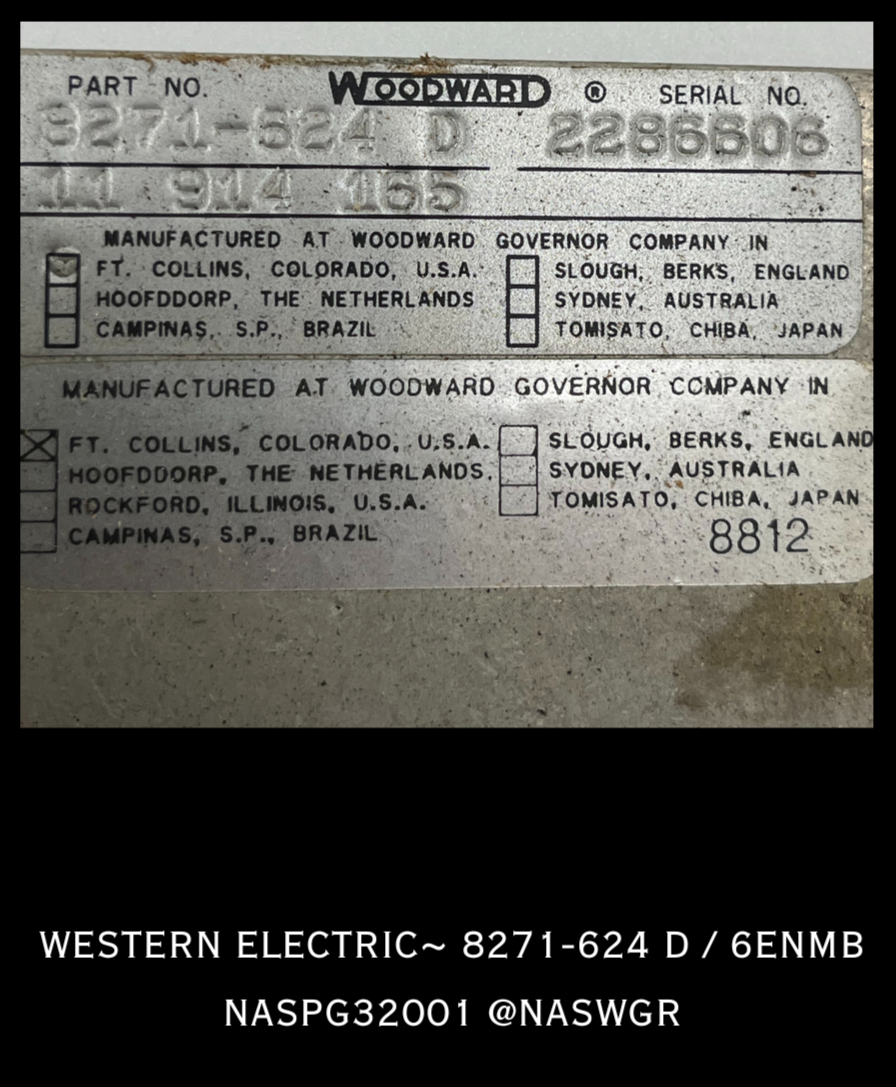 PART NO. WOODWARD ® SERIAL NO.
8271-624 D 2286606
11 914 155
MANUFACTURED AT WOODWARD GOVERNOR COMPANY IN
FT. COLLINS, COLORADO, U.S.A. SLOUGH, BERKS, ENGLAND
HOOFDDORP, THE NETHERLANDS SYDNEY, AUSTRALIA
CAMPINAS, S.P., BRAZIL TOMISATO, CHIBA, JAPAN
MANUFACTURED AT WOODWARD GOVERNOR COMPANY IN
FT. COLLINS, COLORADO, U.S.A. SLOUGH, BERKS, ENGLAND
HOOFDDORP, THE NETHERLANDS. SYDNEY, AUSTRALIA
ROCKFORD, ILLINOIS, U.S.A. TOMISATO, CHIBA, JAPAN
CAMPINAS, S.P., BRAZIL 8812
WESTERN ELECTRIC~ 8271-624 D / 6ENMB
NASPG32001 @NASWGR